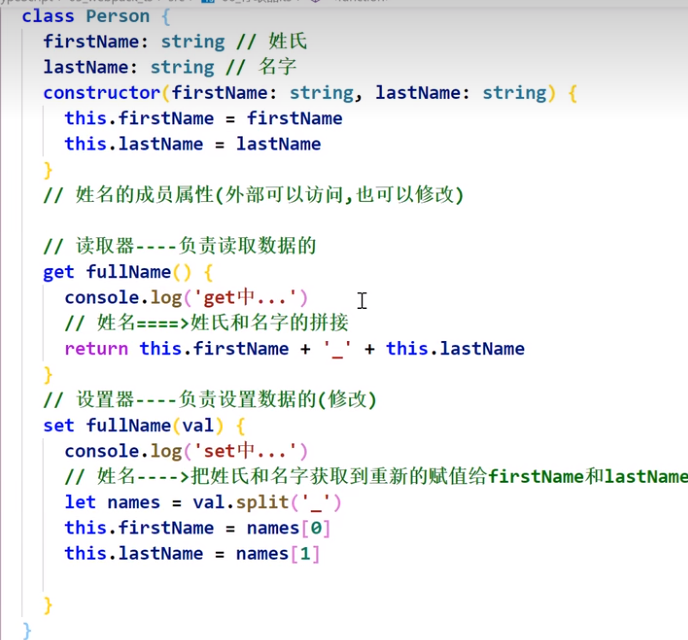 class Person {
firstName: string // 姓氏
lastName: string // 名字
constructor(firstName: string, lastName: string) {
this.firstName = firstName
this.lastName = lastName
}
// 姓名的成员属性(外部可以访问,也可以修改)
// 读取器----负责读取数据的
get fullName() {
console.log('get中...')
// 姓名====>姓氏和名字的拼接
return this.firstName + '_' + this.lastName
}
// 设置器----负责设置数据的(修改)
set fullName(val) {
console.log('set中...')
// 姓名---->把姓氏和名字获取到重新的赋值给firstName和lastName
let names = val.split('_')
this.firstName = names[0]
this.lastName = names[1]
}
}